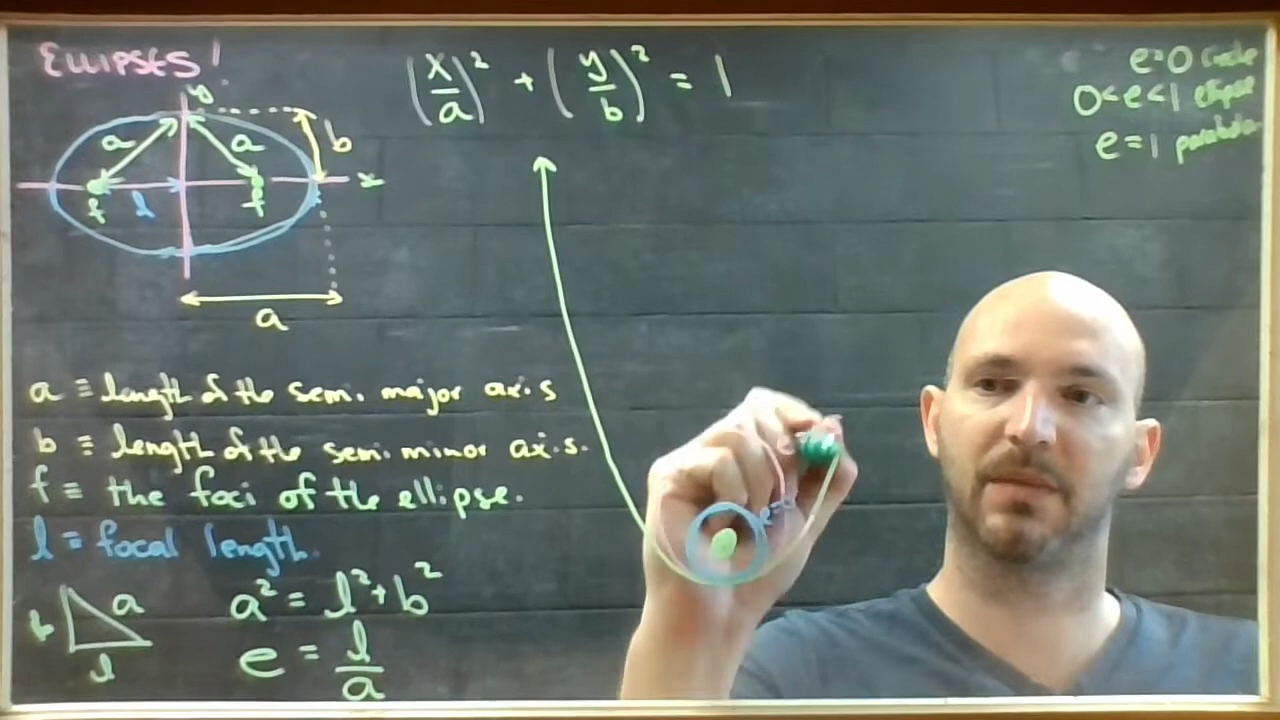 ELLIPSES!
(x/a)² + (y/b)² = 1
e=0 circle
0<e<1 ellipse
e=1 parabola
y
a a b
x
f l f
a
a ≡ length of the semi. major axis
b ≡ length of the semi. minor axis.
f ≡ the foci of the ellipse.
l ≡ focal length.
b a l
a² = l² + b²
e = l/a